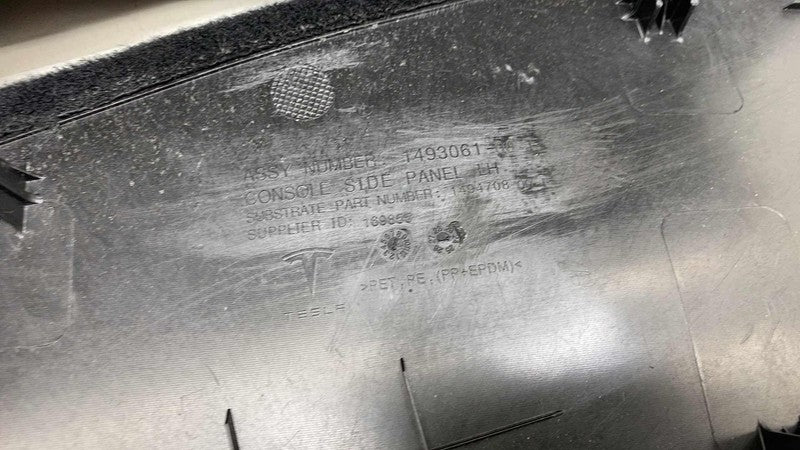 ASSY NUMBER: 1493061
CONSOLE SIDE PANEL LH
SUBSTRATE PART NUMBER: 1494708
SUPPLIER ID:
TESLA
>PET,PE,(PP+EPDM)<